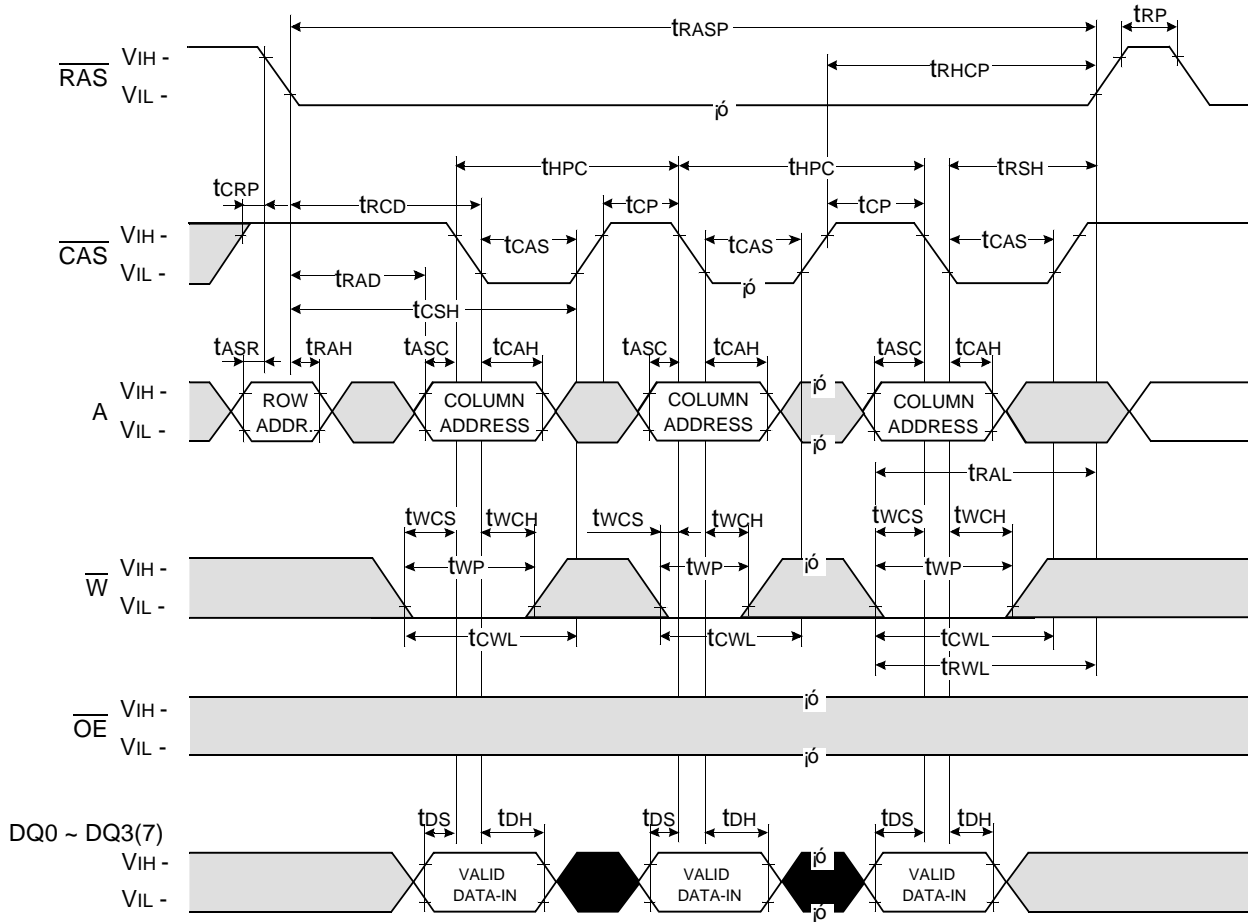 tRASP tRP
RAS VIH -
tRHCP
VIL -
¡ó
tHPC tHPC tRSH
tCRP
tRCD tCP tCP
CAS VIH -
tCAS tCAS tCAS
VIL -
tRAD ¡ó
tCSH
tASR tRAH tASC tCAH tASC tCAH tASC tCAH
A VIH - ¡ó
ROW ADDR. COLUMN ADDRESS COLUMN ADDRESS COLUMN ADDRESS
VIL - ¡ó
tRAL
tWCS tWCH tWCS tWCH tWCS tWCH
W VIH - ¡ó
tWP tWP tWP
VIL -
tCWL tCWL tCWL
tRWL
OE VIH - ¡ó
VIL - ¡ó
tDS tDH tDS tDH tDS tDH
DQ0 ~ DQ3(7)
VIH - ¡ó
VALID DATA-IN VALID DATA-IN VALID DATA-IN
VIL - ¡ó